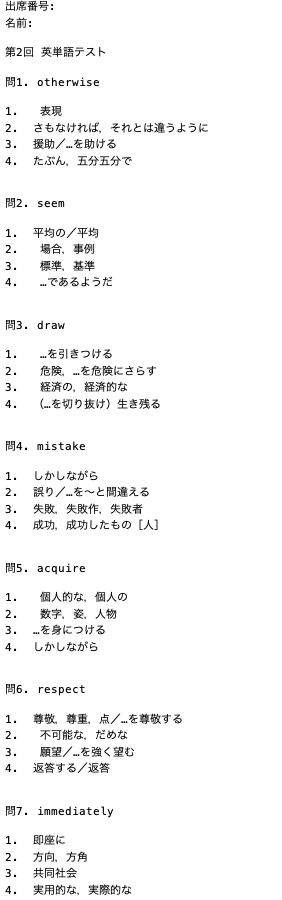 出席番号:
名前:
第2回 英単語テスト
問1. otherwise
1. 表現
2. さもなければ, それとは違うように
3. 援助／…を助ける
4. たぶん, 五分五分で
問2. seem
1. 平均の／平均
2. 場合, 事例
3. 標準, 基準
4. …であるようだ
問3. draw
1. …を引きつける
2. 危険, …を危険にさらす
3. 経済の, 経済的な
4. （…を切り抜け）生き残る
問4. mistake
1. しかしながら
2. 誤り／…を～と間違える
3. 失敗, 失敗作, 失敗者
4. 成功, 成功したもの［人］
問5. acquire
1. 個人的な, 個人の
2. 数字, 姿, 人物
3. …を身につける
4. しかしながら
問6. respect
1. 尊敬, 尊重, 点／…を尊敬する
2. 不可能な, だめな
3. 願望／…を強く望む
4. 返答する／返答
問7. immediately
1. 即座に
2. 方向, 方角
3. 共同社会
4. 実用的な, 実際的な